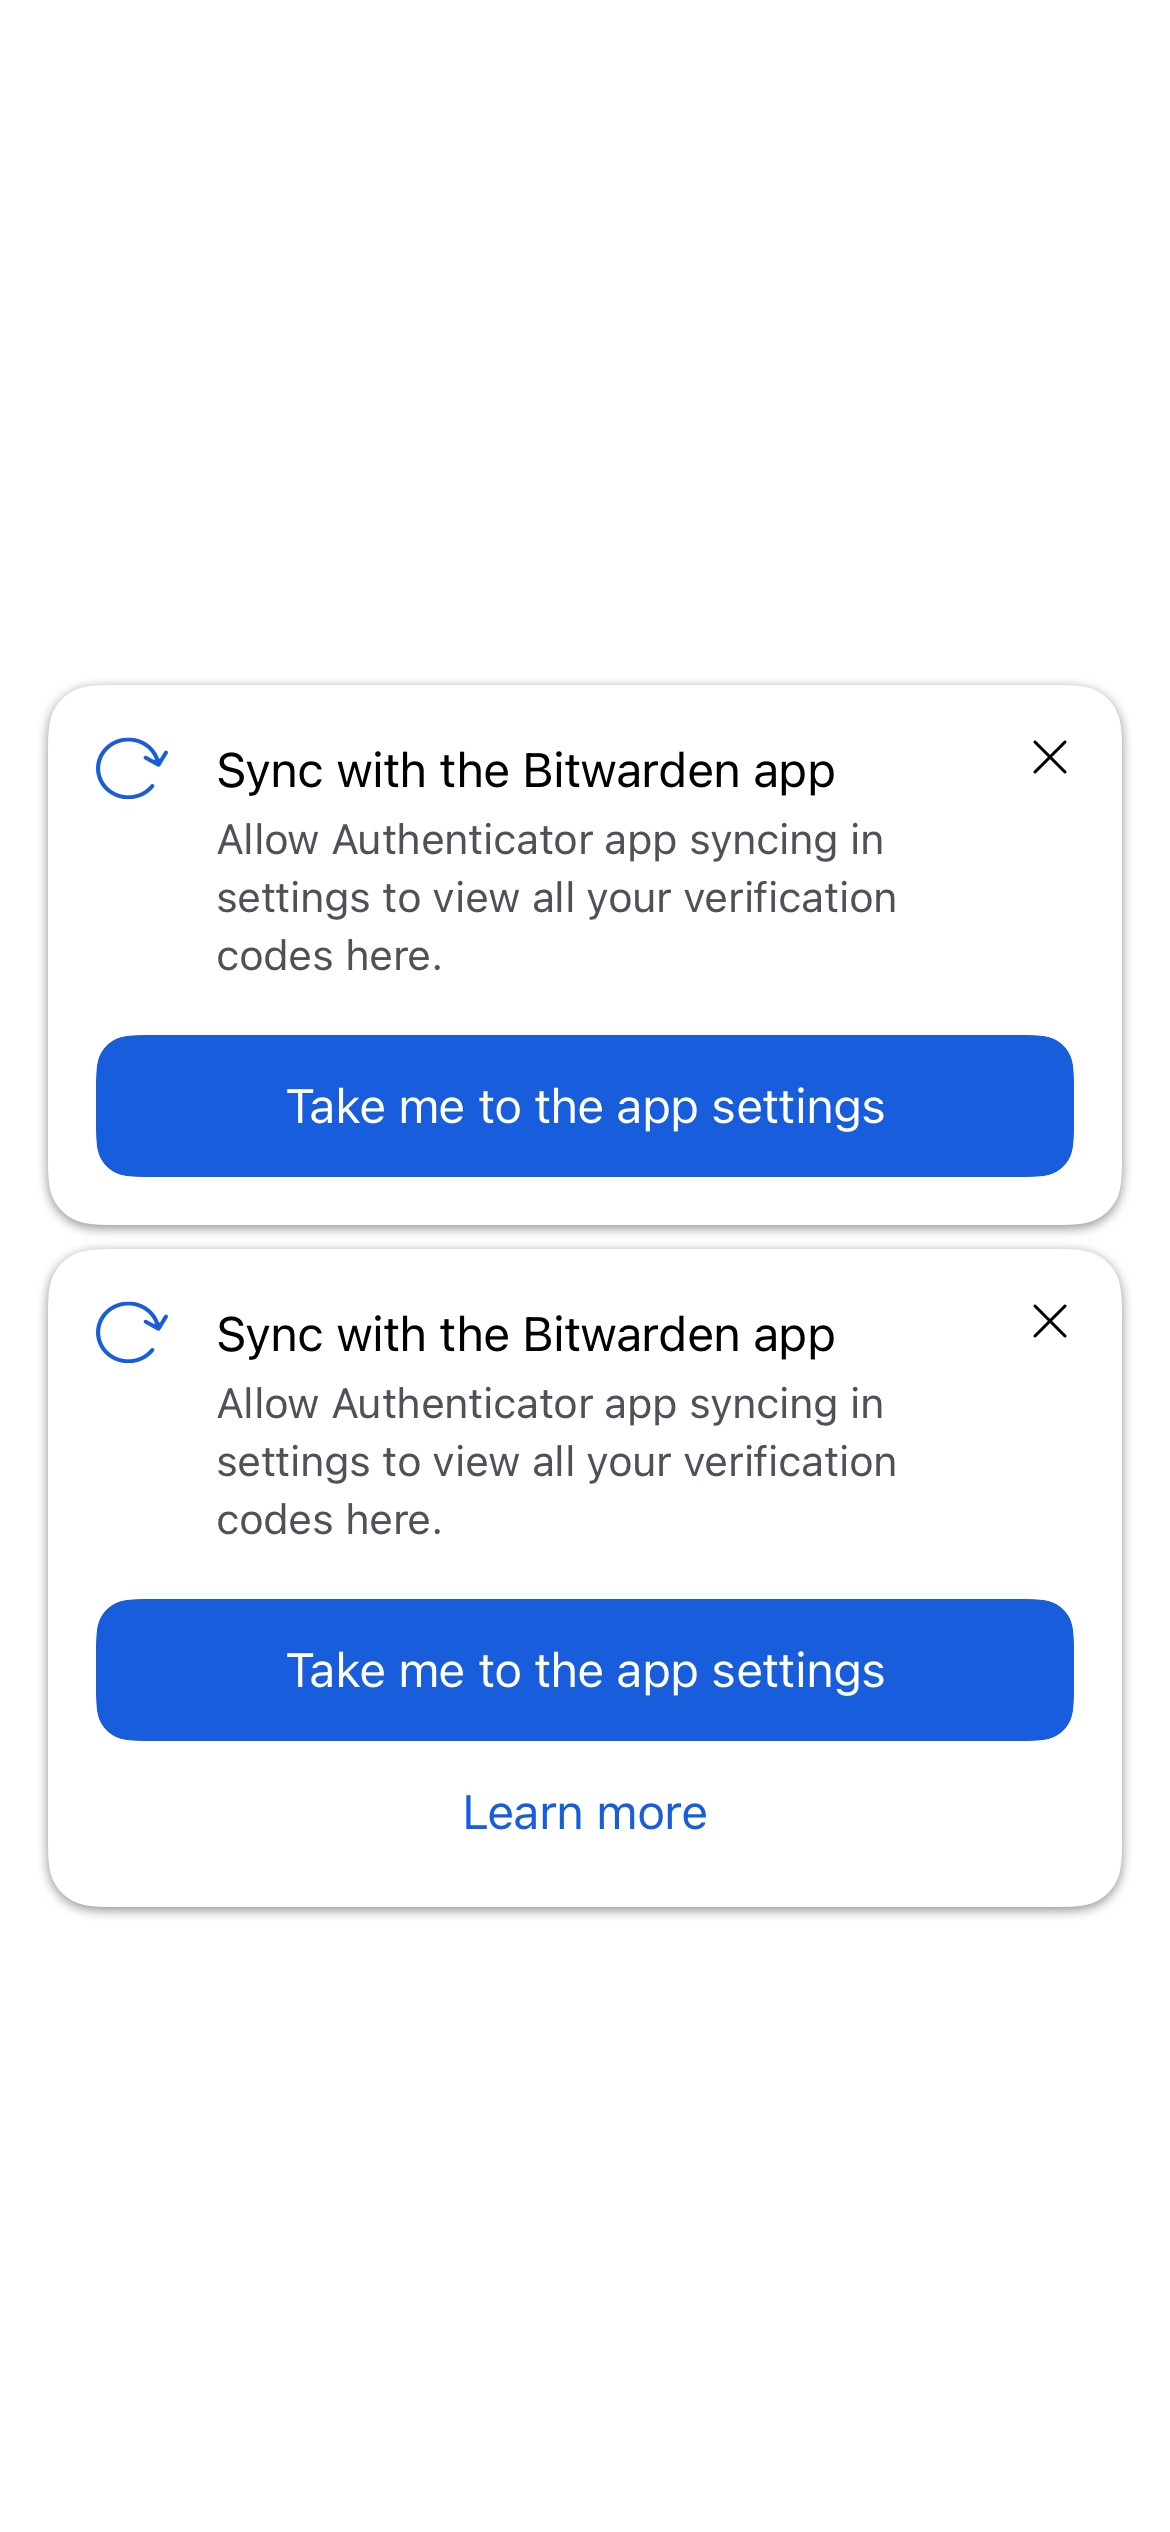 Sync with the Bitwarden app
Allow Authenticator app syncing in
settings to view all your verification
codes here.
Take me to the app settings
Sync with the Bitwarden app
Allow Authenticator app syncing in
settings to view all your verification
codes here.
Take me to the app settings
Learn more